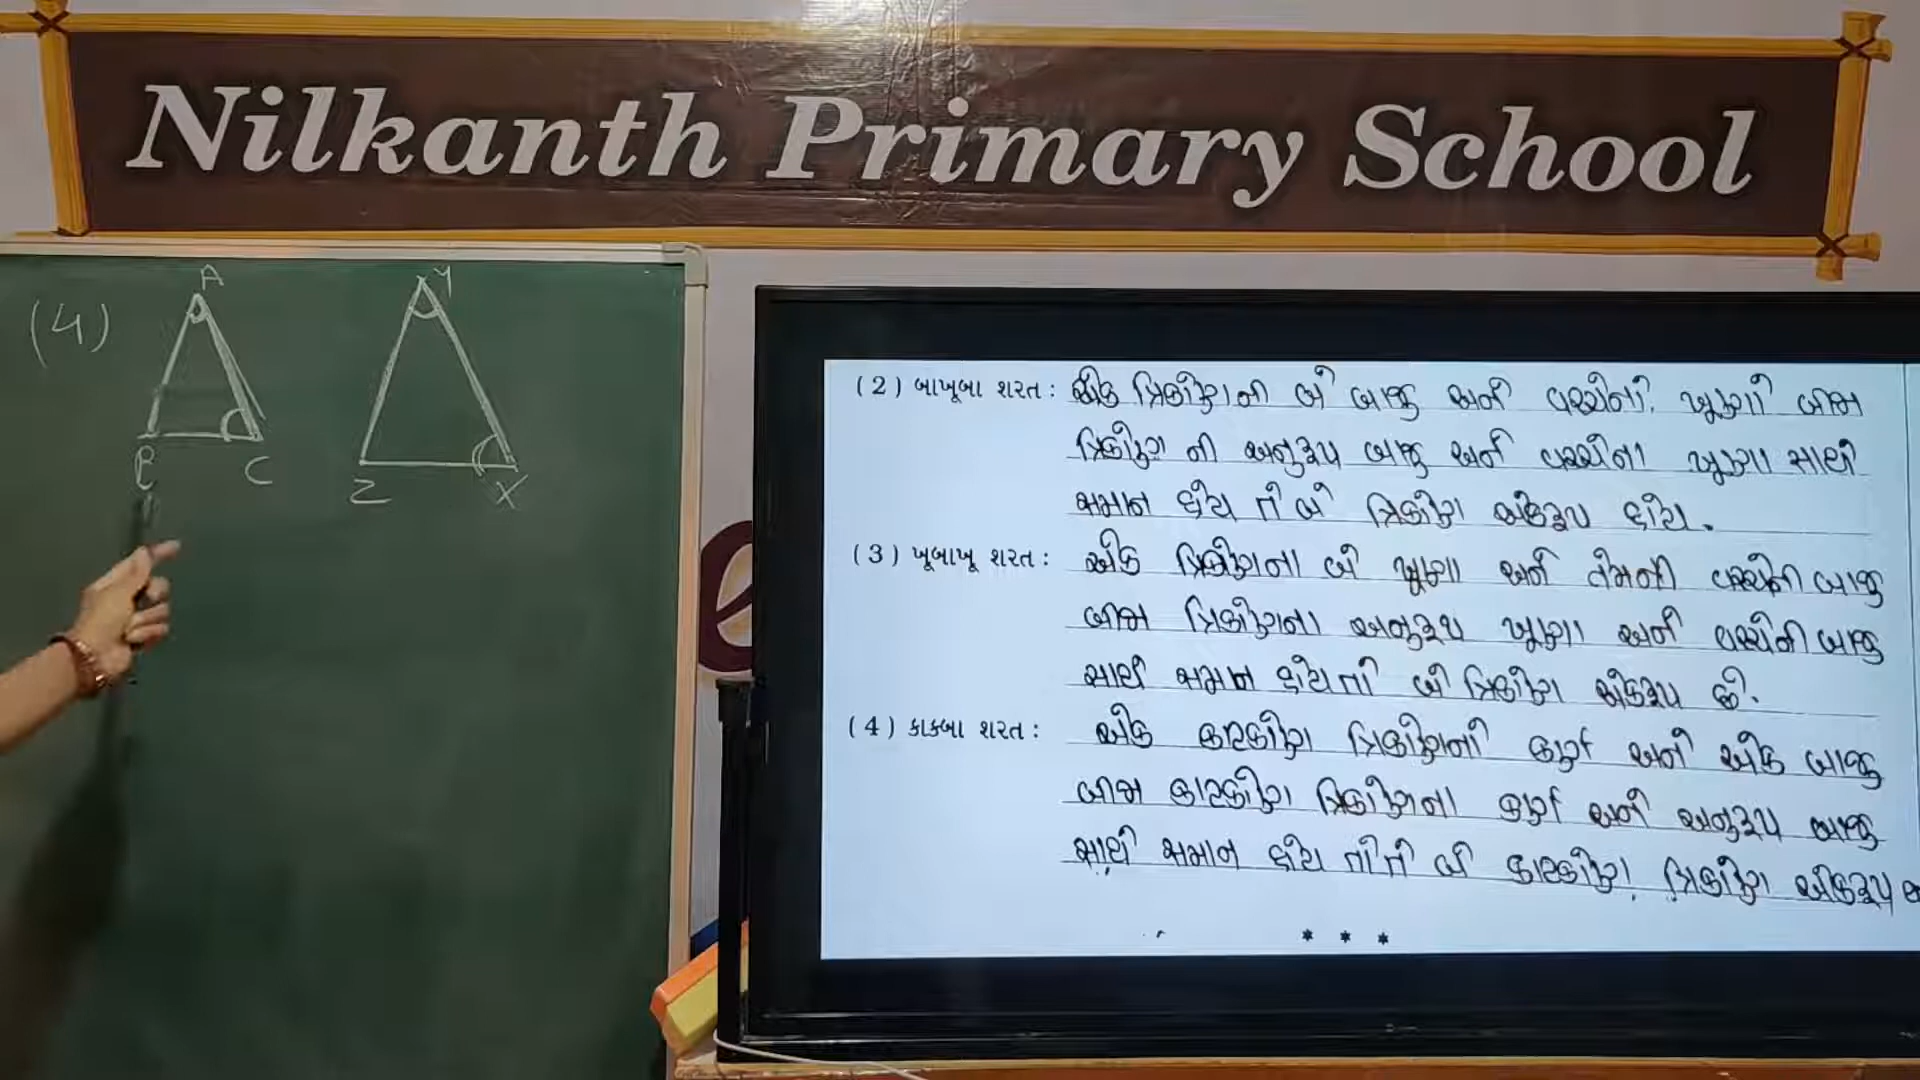 Nilkanth Primary School
(4)
A
B
C
Y
Z
X
(2) બાખૂબા શરત : એક ત્રિકોણની બે બાજુ અને વચ્ચેનો ખૂણો બીજા
ત્રિકોણ ની અનુરૂપ બાજુ અને વચ્ચેના ખૂણા સાથે
સમાન હોય તો બે ત્રિકોણ એકરૂપ હોય.
(3) ખૂબાખૂ શરત : એક ત્રિકોણના બે ખૂણા અને તેમની વચ્ચેની બાજુ
બીજા ત્રિકોણના અનુરૂપ ખૂણા અને વચ્ચેની બાજુ
સાથે સમાન હોય તો બે ત્રિકોણ એકરૂપ છે.
(4) કાકબા શરત : એક કાટકોણ ત્રિકોણનો કર્ણ અને એક બાજુ
બીજા કાટકોણ ત્રિકોણના કર્ણ અને અનુરૂપ બાજુ
સાથે સમાન હોય તો તે બે કાટકોણ ત્રિકોણ એકરૂપ
* * *